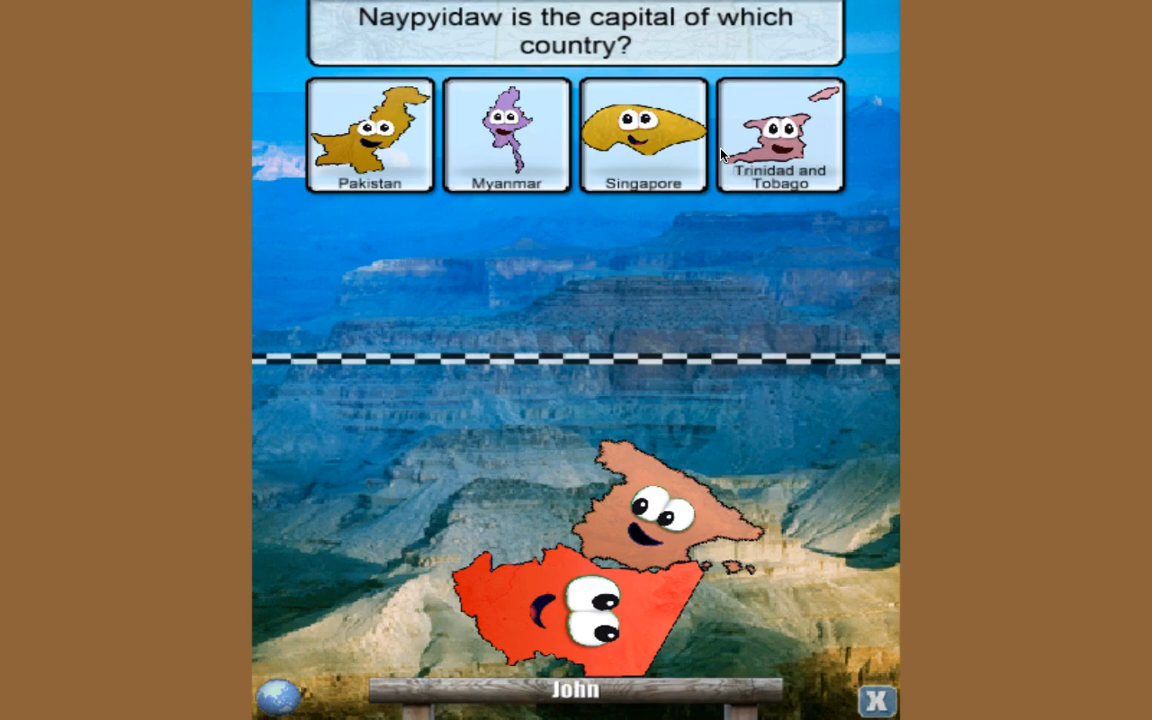 Naypyidaw is the capital of which
country?
Pakistan
Myanmar
Singapore
Trinidad and
Tobago
John
X